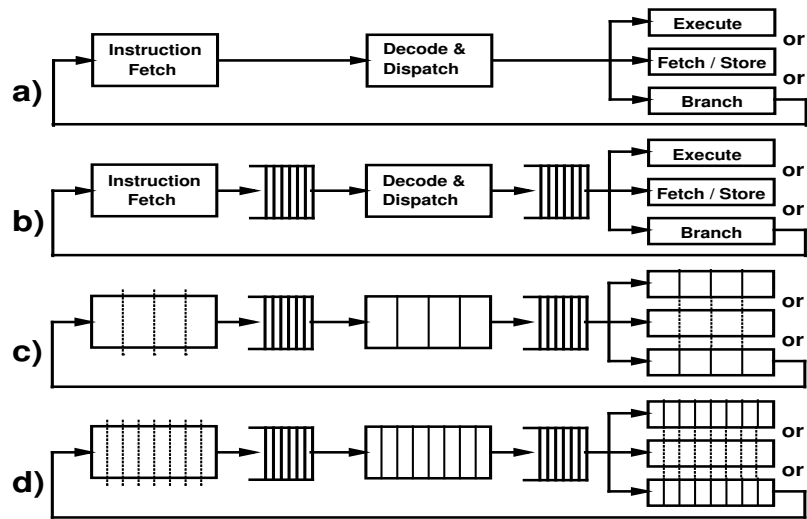 a)
Instruction
Fetch
Decode &
Dispatch
Execute
or
Fetch / Store
or
Branch
b)
Instruction
Fetch
Decode &
Dispatch
Execute
or
Fetch / Store
or
Branch
c)
or
or
d)
or
or